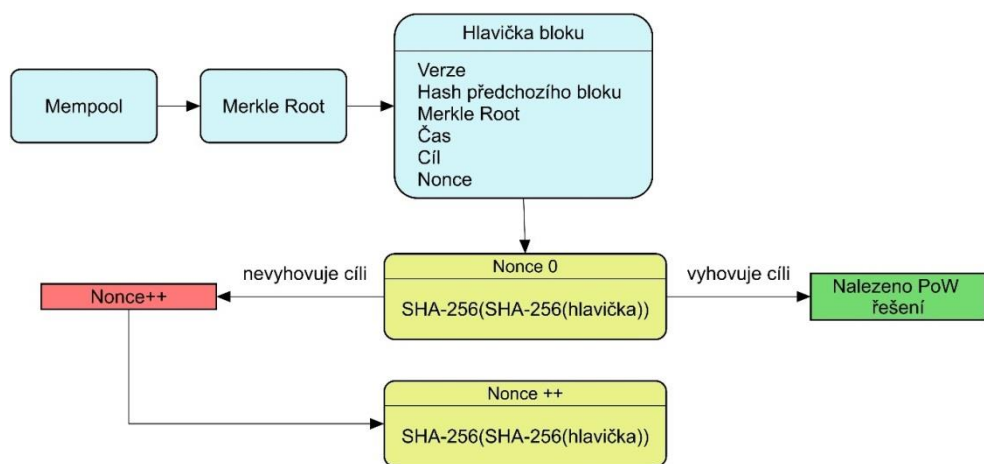 Hlavička bloku
Verze
Hash předchozího bloku
Merkle Root
Čas
Cíl
Nonce
Mempool
Merkle Root
nevyhovuje cíli
Nonce 0
SHA-256(SHA-256(hlavička))
vyhovuje cíli
Nonce++
Nalezeno PoW
řešení
Nonce ++
SHA-256(SHA-256(hlavička))